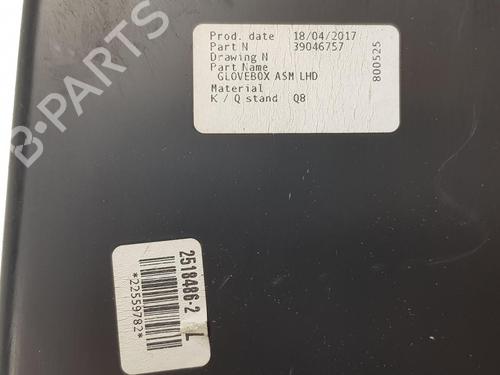 Prod. date 18/04/2017
Part N 39046757
Drawing N
Part Name
GLOVEBOX ASM LHD
Material
K / Q stand Q8
800525
2518486-2 L
*22559782*
B-PARTS